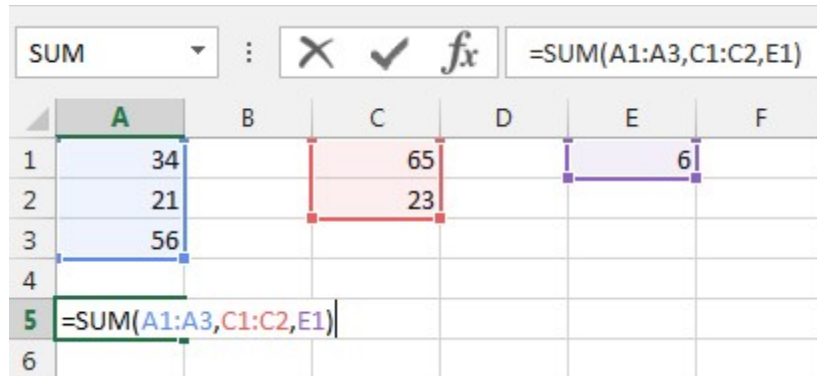 SUM fx =SUM(A1:A3,C1:C2,E1)
A B C D E F
1 34 65 6
2 21 23
3 56
4
5 =SUM(A1:A3,C1:C2,E1)
6